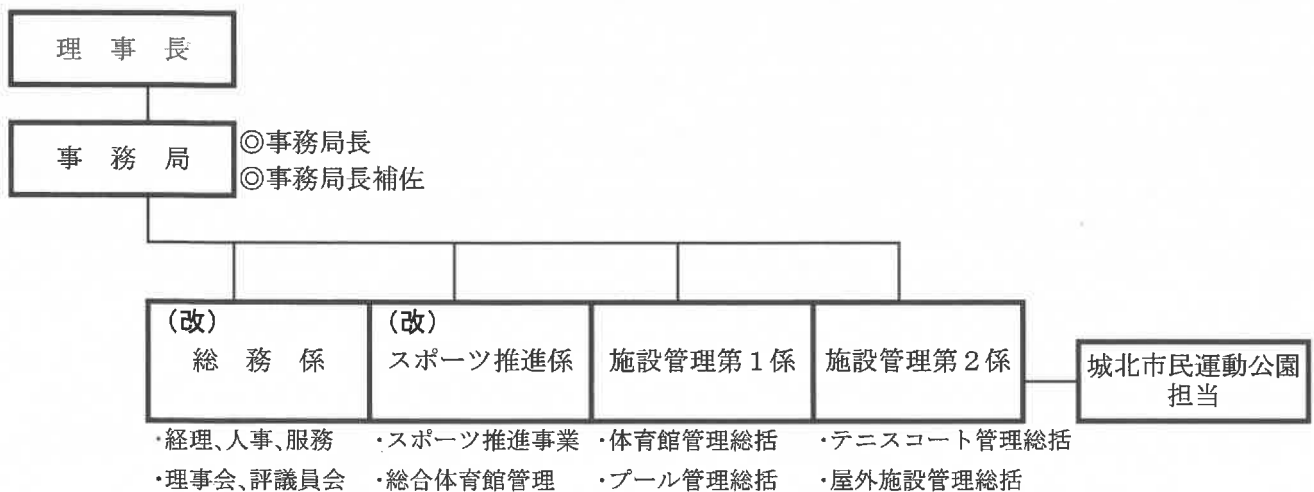 理 事 長
事 務 局
◎事務局長
◎事務局長補佐
(改)
総 務 係
(改)
スポーツ推進係
施設管理第1係
施設管理第2係
城北市民運動公園
担当
・経理、人事、服務
・理事会、評議員会
・スポーツ推進事業
・総合体育館管理
・体育館管理総括
・プール管理総括
・テニスコート管理総括
・屋外施設管理総括